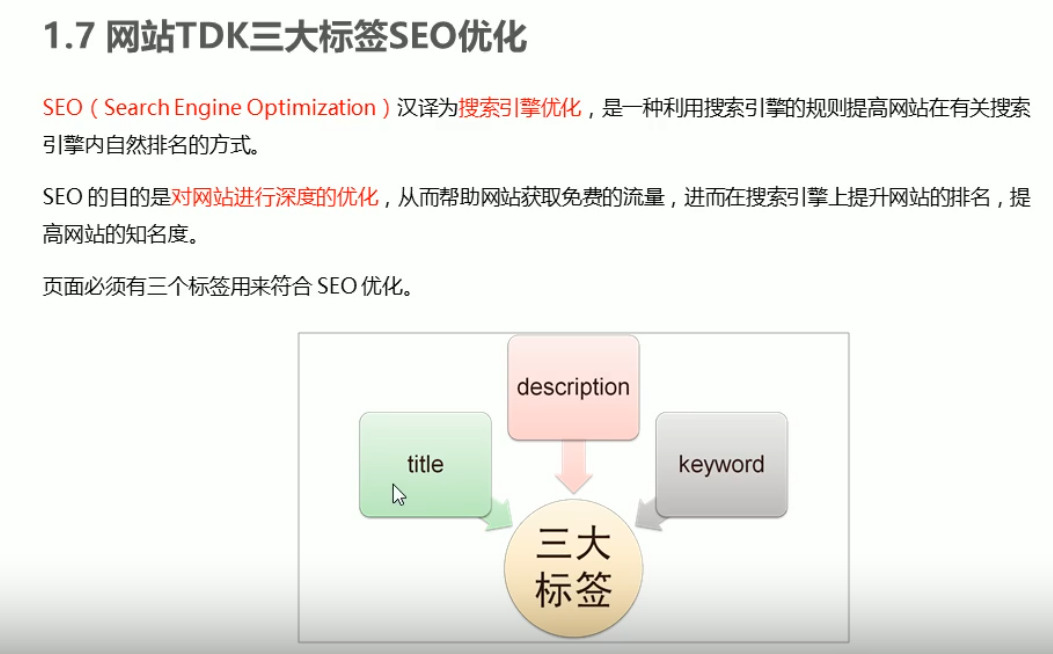 1.7 网站TDK三大标签SEO优化
SEO（Search Engine Optimization）汉译为搜索引擎优化，是一种利用搜索引擎的规则提高网站在有关搜索
引擎内自然排名的方式。
SEO 的目的是对网站进行深度的优化，从而帮助网站获取免费的流量，进而在搜索引擎上提升网站的排名，提
高网站的知名度。
页面必须有三个标签用来符合 SEO 优化。
description
title
keyword
三大
标签